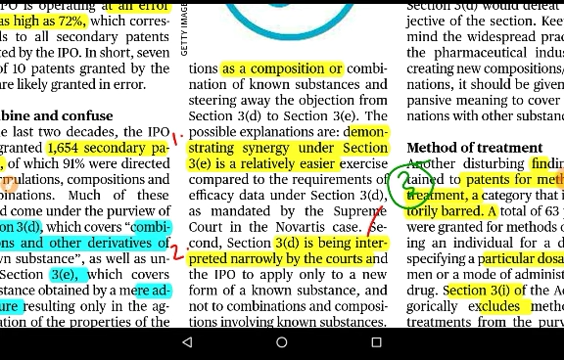 PO is operating at an error
as high as 72%, which corres-
ds to all secondary patents
ted by the IPO. In short, seven
of 10 patents granted by the
are likely granted in error.
bine and confuse
e last two decades, the IPO
granted 1,654 secondary pa-
, of which 91% were directed
rmulations, compositions and
binations. Much of these
d come under the purview of
on 3(d), which covers “combi-
ons and other derivatives of
wn substance”, as well as un-
Section 3(e), which covers
stance obtained by a mere ad-
ure resulting only in the ag-
ation of the properties of the
GETTY IMAGE
tions as a composition or combi-
nation of known substances and
steering away the objection from
Section 3(d) to Section 3(e). The
possible explanations are: demon-
1.
strating synergy under Section
3(e) is a relatively easier exercise
compared to the requirements of
efficacy data under Section 3(d),
as mandated by the Supreme
Court in the Novartis case. Se-
2.
cond, Section 3(d) is being inter-
preted narrowly by the courts and
the IPO to apply only to a new
form of a known substance, and
not to combinations and composi-
tions involving known substances.
Section 3(d) would defeat
jective of the section. Kee
mind the widespread prac
the pharmaceutical indus
creating new compositions/
nations, it should be given
pansive meaning to cover
nations with other substanc
Method of treatment
Another disturbing findin
3
tained to patents for meth
treatment, a category that i
torily barred. A total of 63 p
were granted for methods o
ing an individual for a d
specifying a particular dosa
men or a mode of administ
drug. Section 3(i) of the Ac
gorically excludes metho
treatments from the purv